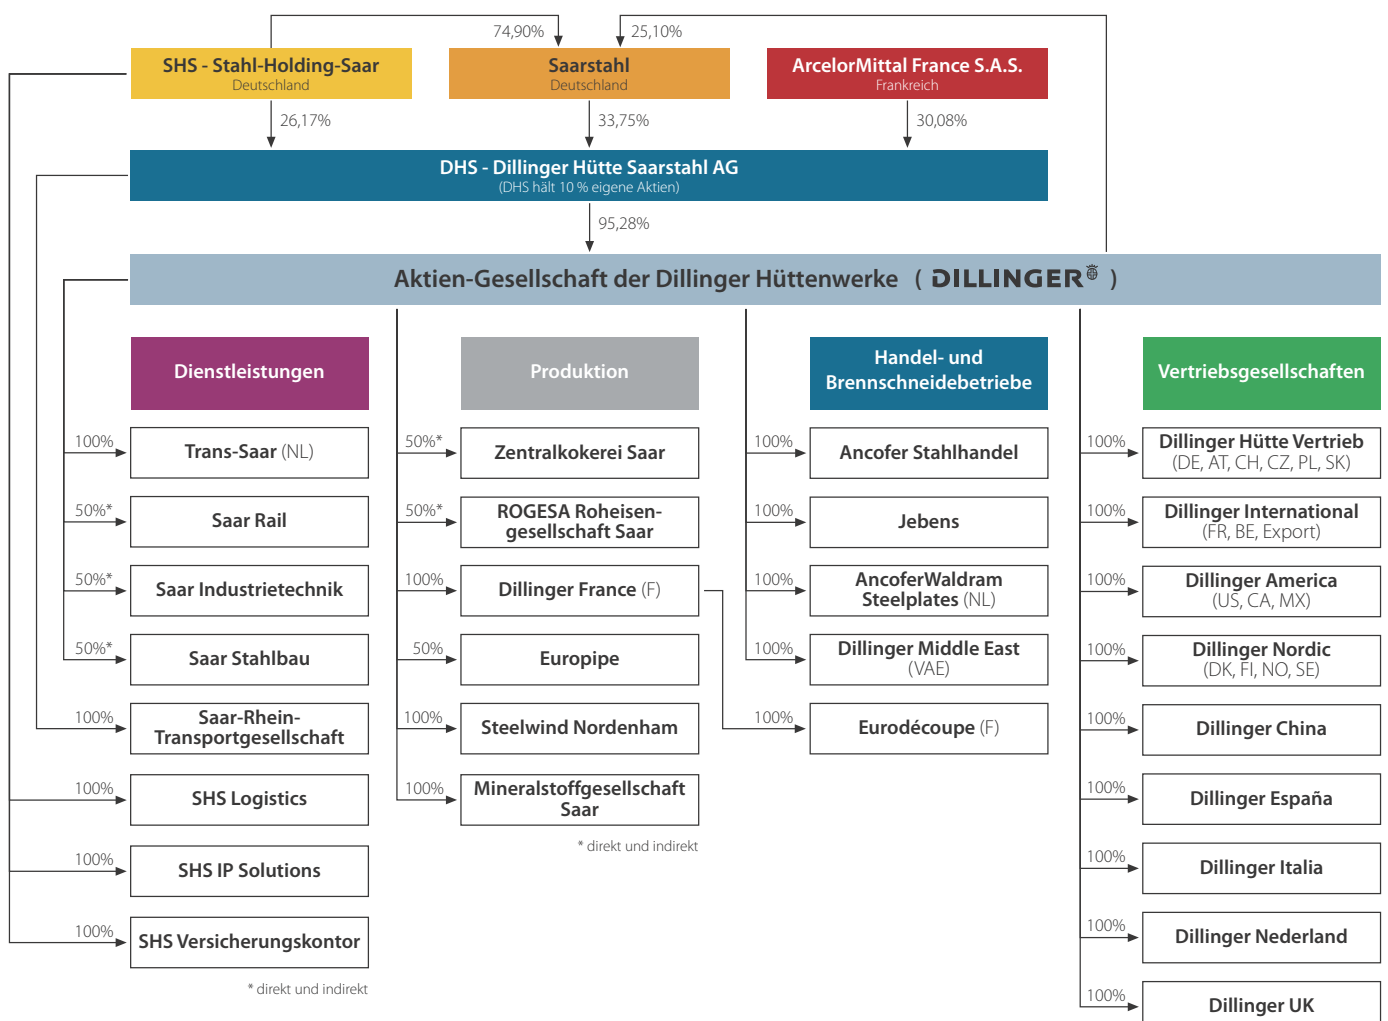 74,90%
25,10%
SHS - Stahl-Holding-Saar
Deutschland
Saarstahl
Deutschland
ArcelorMittal France S.A.S.
Frankreich
26,17%
33,75%
30,08%
DHS - Dillinger Hütte Saarstahl AG
(DHS hält 10 % eigene Aktien)
95,28%
Aktien-Gesellschaft der Dillinger Hüttenwerke ( DILLINGER )
Dienstleistungen
100%
Trans-Saar (NL)
50%*
Saar Rail
50%*
Saar Industrietechnik
50%*
Saar Stahlbau
100%
Saar-Rhein-
Transportgesellschaft
100%
SHS Logistics
100%
SHS IP Solutions
100%
SHS Versicherungskontor
* direkt und indirekt
Produktion
50%*
Zentralkokerei Saar
50%*
ROGESA Roheisen-
gesellschaft Saar
100%
Dillinger France (F)
50%
Europipe
100%
Steelwind Nordenham
100%
Mineralstoffgesellschaft
Saar
* direkt und indirekt
Handel- und
Brennschneidebetriebe
100%
Ancofer Stahlhandel
100%
Jebens
100%
AncoferWaldram
Steelplates (NL)
100%
Dillinger Middle East
(VAE)
100%
Eurodécoupe (F)
Vertriebsgesellschaften
100%
Dillinger Hütte Vertrieb
(DE, AT, CH, CZ, PL, SK)
100%
Dillinger International
(FR, BE, Export)
100%
Dillinger America
(US, CA, MX)
100%
Dillinger Nordic
(DK, FI, NO, SE)
100%
Dillinger China
100%
Dillinger España
100%
Dillinger Italia
100%
Dillinger Nederland
100%
Dillinger UK